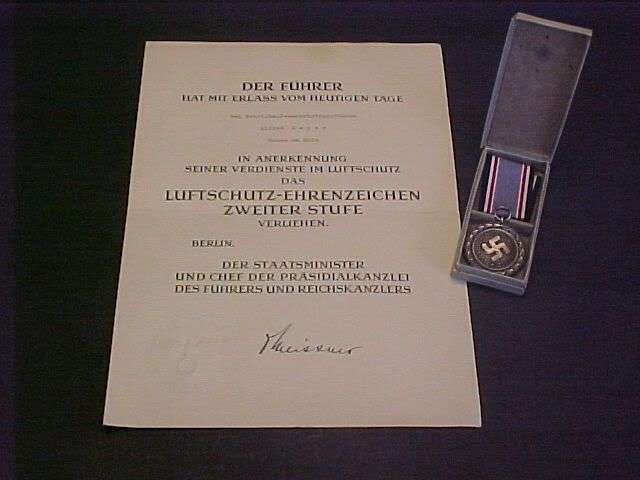 DER FÜHRER
HAT MIT ERLASS VOM HEUTIGEN TAGE
IN ANERKENNUNG
SEINER VERDIENSTE IM LUFTSCHUTZ
DAS
LUFTSCHUTZ-EHRENZEICHEN
ZWEITER STUFE
VERLIEHEN.
BERLIN,
DER STAATSMINISTER
UND CHEF DER PRÄSIDIALKANZLEI
DES FÜHRERS UND REICHSKANZLERS
Meissner